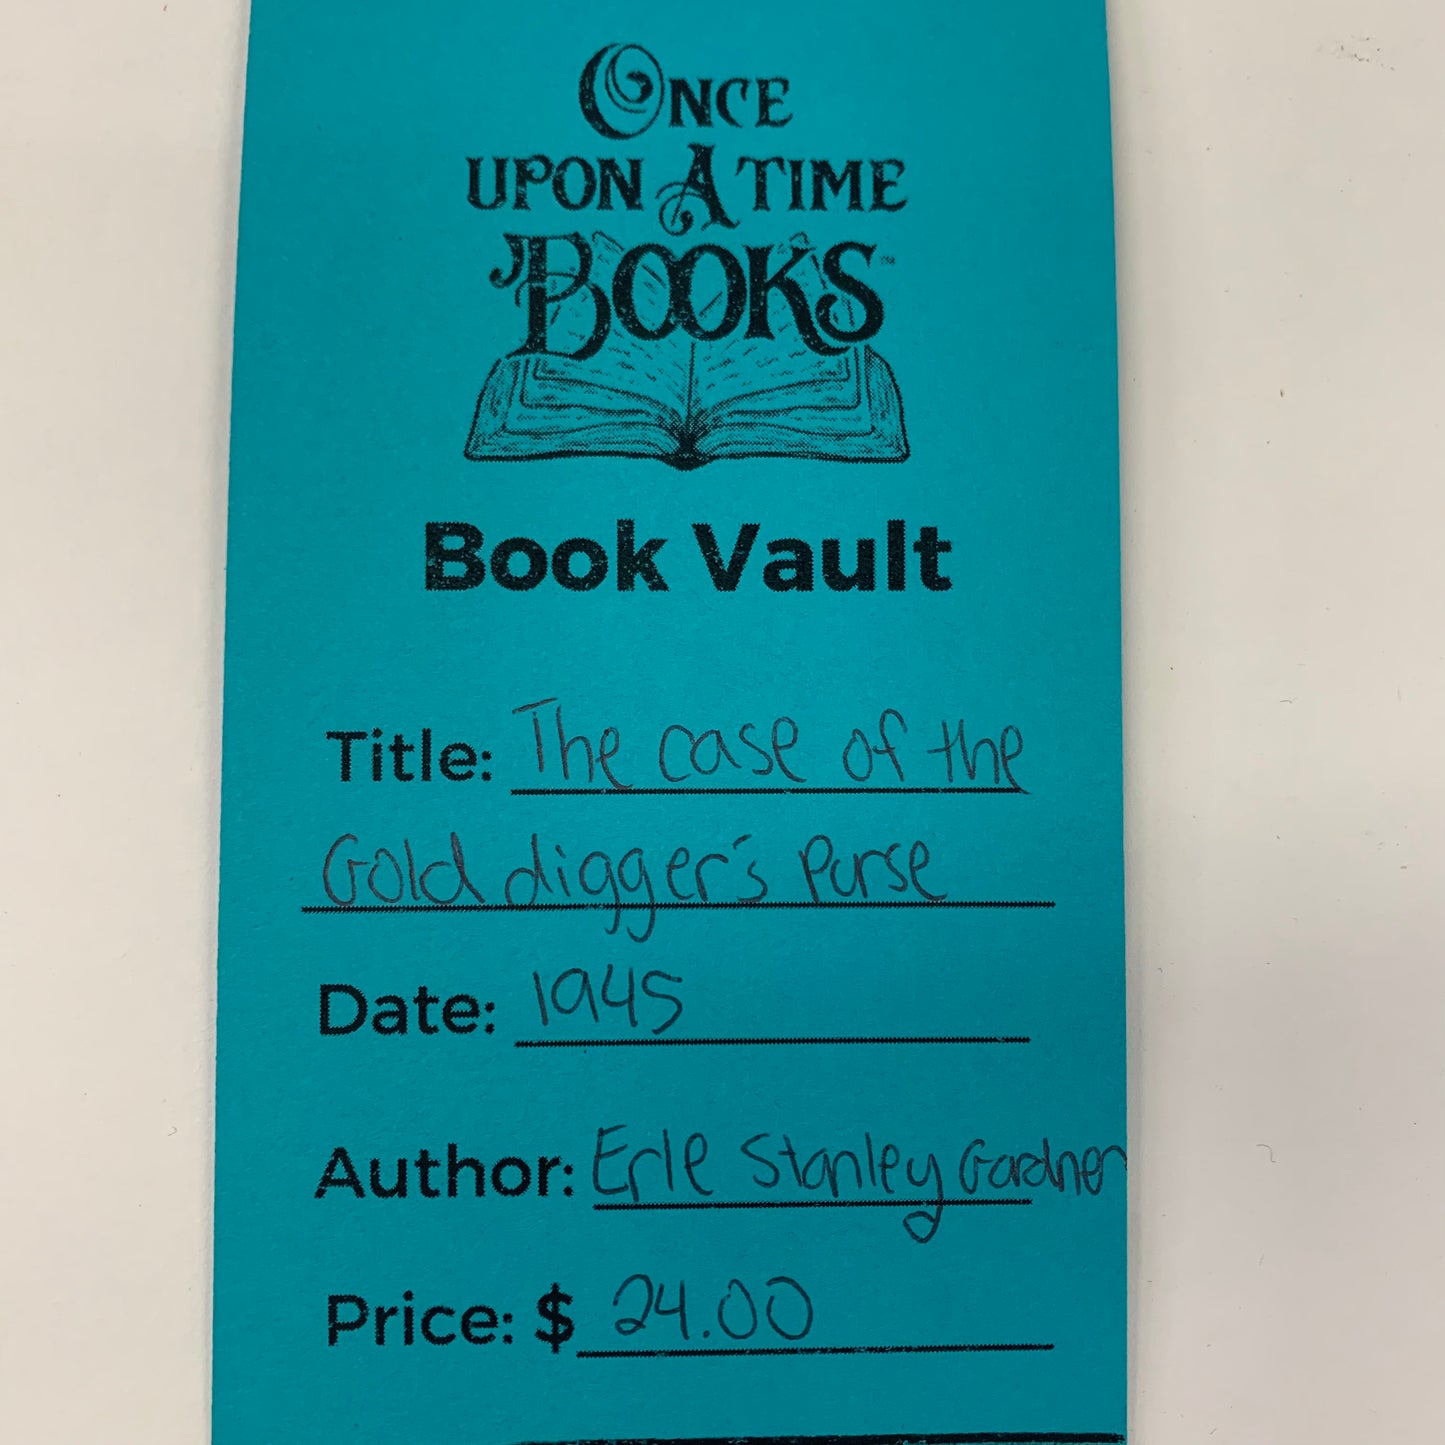 ONCE
UPON A TIME
BOOKS™
Book Vault
Title: The case of the
Gold digger's Purse
Date: 1945
Author: Erle Stanley Gardner
Price: $ 24.00